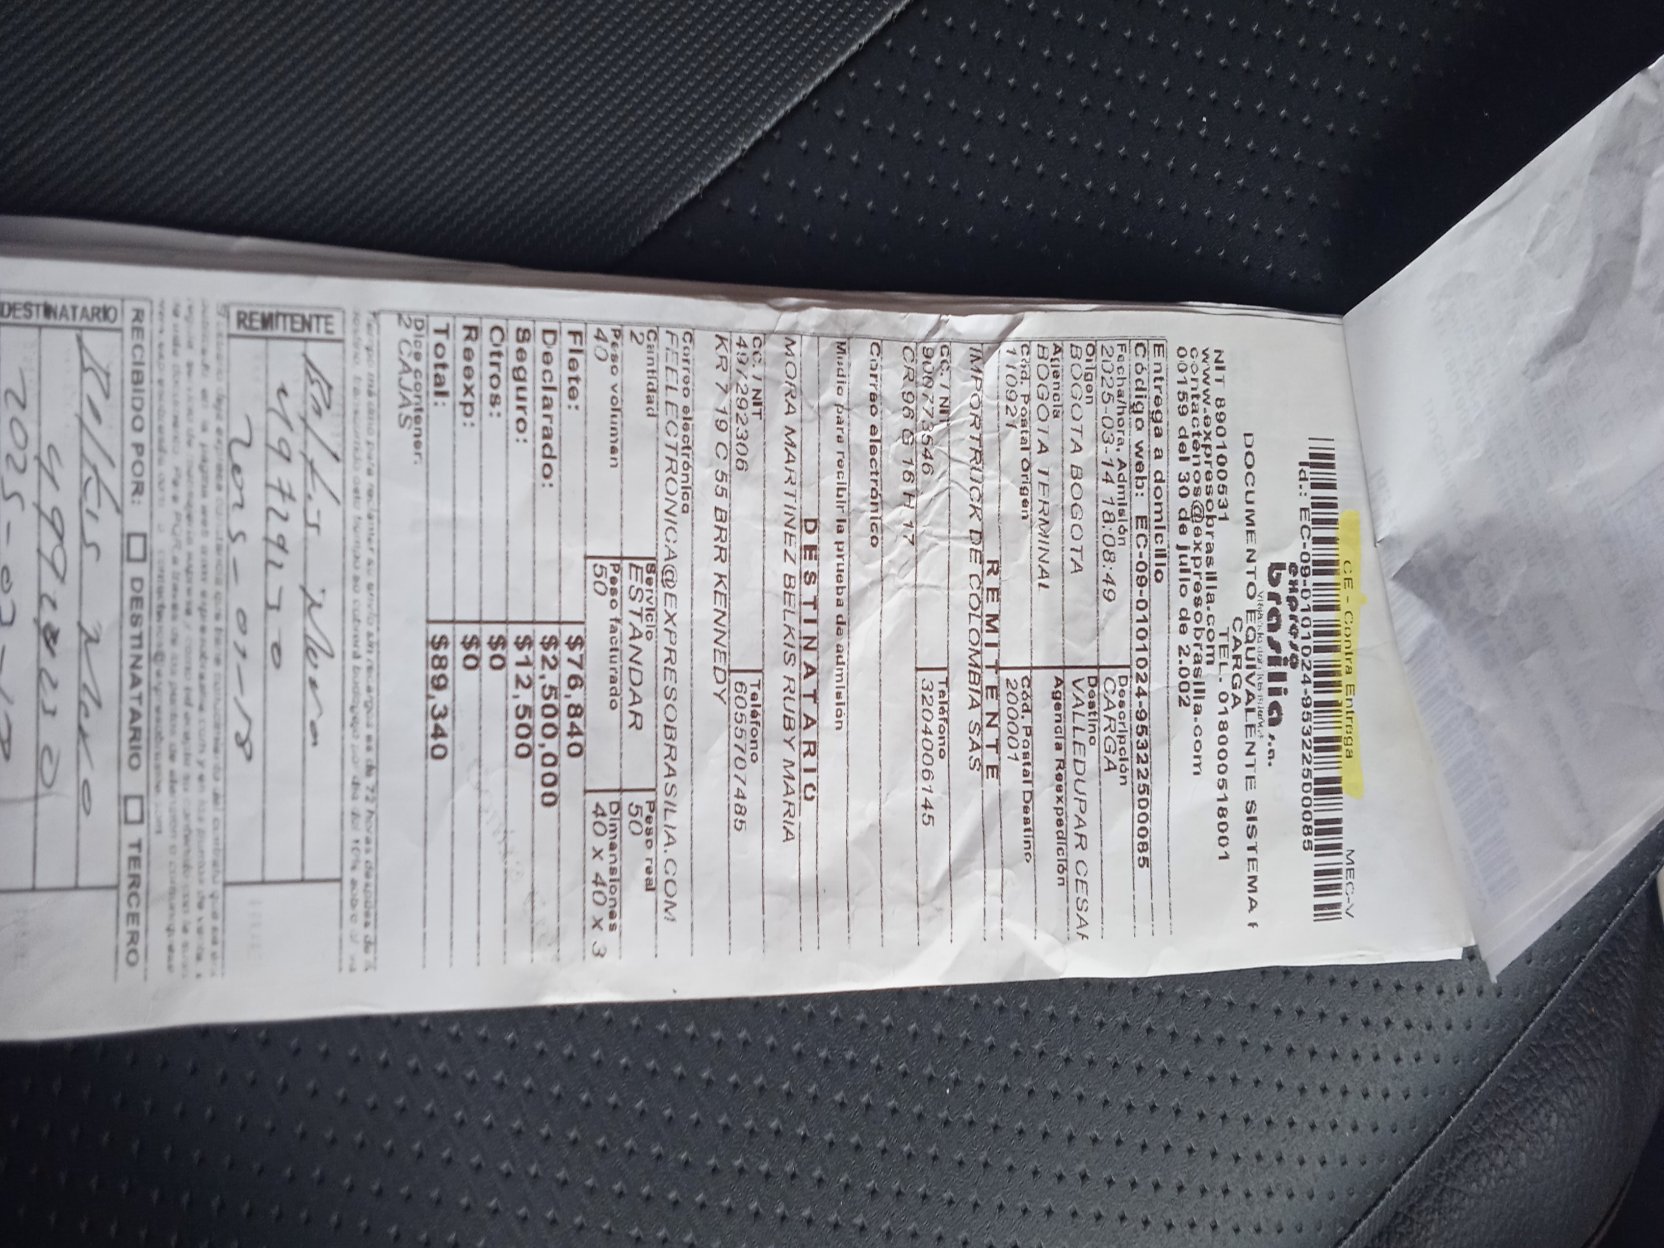 CE - Contra Entrega MEC-V
Id.: EC-09-0101024-9532250​0085
expreso
brasilia s.a.
DOCUMENTO EQUIVALENTE SISTEMA
CARGA
NIT 890100531 TEL - 018000518001
www.expresobrasilia.com
contactenos@expresobrasilia.com
00159 del 30 de julio de 2.002
Entrega a domicilio
Código web: EC-09-0101024-95322500085
Fecha/hora. Admisión Descripción
2025-03-14 18:08:49 CARGA
Origen Destino
BOGOTA BOGOTA VALLEDUPAR CESAR
Agencia Agencia Reexpedición
BOGOTA TERMINAL
Cód. Postal Origen Cód. Postal Destino
110921 200001
REMITENTE
IMPORTRUCK DE COLOMBIA SAS
CC. / NIT Teléfono
900773546 3204006145
CR 96 G 16 H 17
Correo electrónico
Medio para recibir la prueba de admision
DESTINATARIO
MORA MARTINEZ BELKIS RUBY MARIA
CC. / NIT Teléfono
497292306 6055707485
KR 7 19 C 55 BRR KENNEDY
Correo electrónico
FEELECTRONICA@EXPRESOBRASILIA.COM
Cantidad Servicio Peso real
2 ESTANDAR 50
Peso volumen Peso facturado Dimensiones
40 50 40 x 40 x 3
Flete: $76,840
Declarado: $2,500,000
Seguro: $12,500
Otros: $0
Reexp: $0
Total: $89,340
Dice contener:
2 CAJAS
REMITENTE
Belkis Mora
RECIBIDO POR: DESTINATARIO TERCERO
DESTINATARIO
Belkis